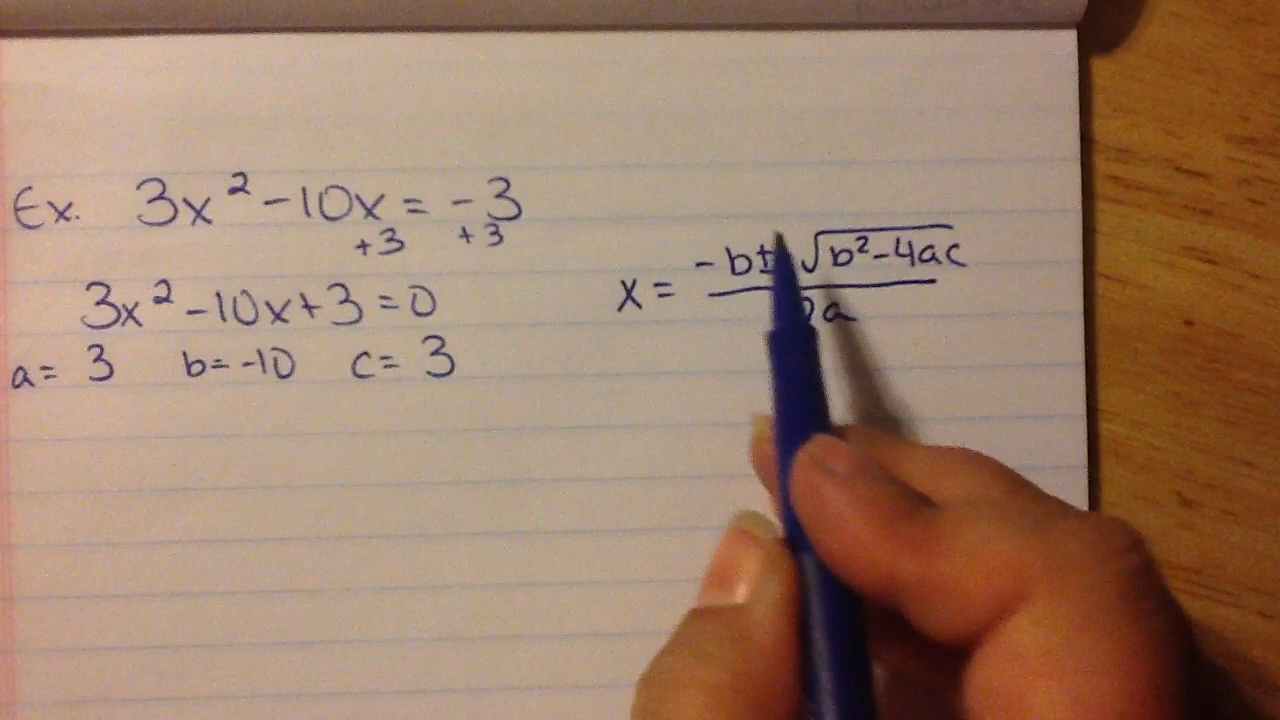 Ex. 3x² -10x = -3
+3 +3
3x² -10x+3 =0
a= 3 b= -10 c= 3
x = -b± √b²-4ac
a